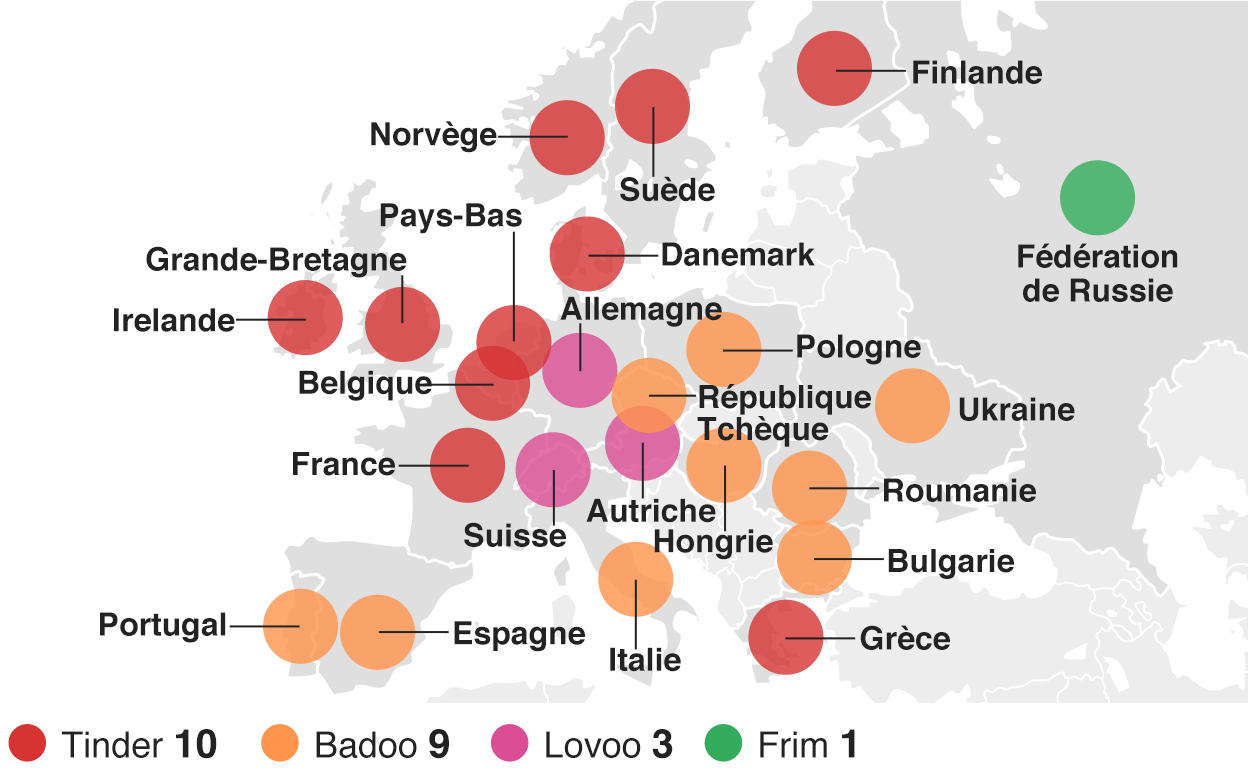 Finlande
Norvège
Suède
Pays-Bas
Grande-Bretagne
Danemark
Fédération
de Russie
Allemagne
Irelande
Pologne
Belgique
République
Tchèque
Ukraine
France
Roumanie
Autriche
Suisse
Hongrie
Bulgarie
Portugal
Espagne
Grèce
Italie
Tinder 10
Badoo 9
Lovoo 3
Frim 1